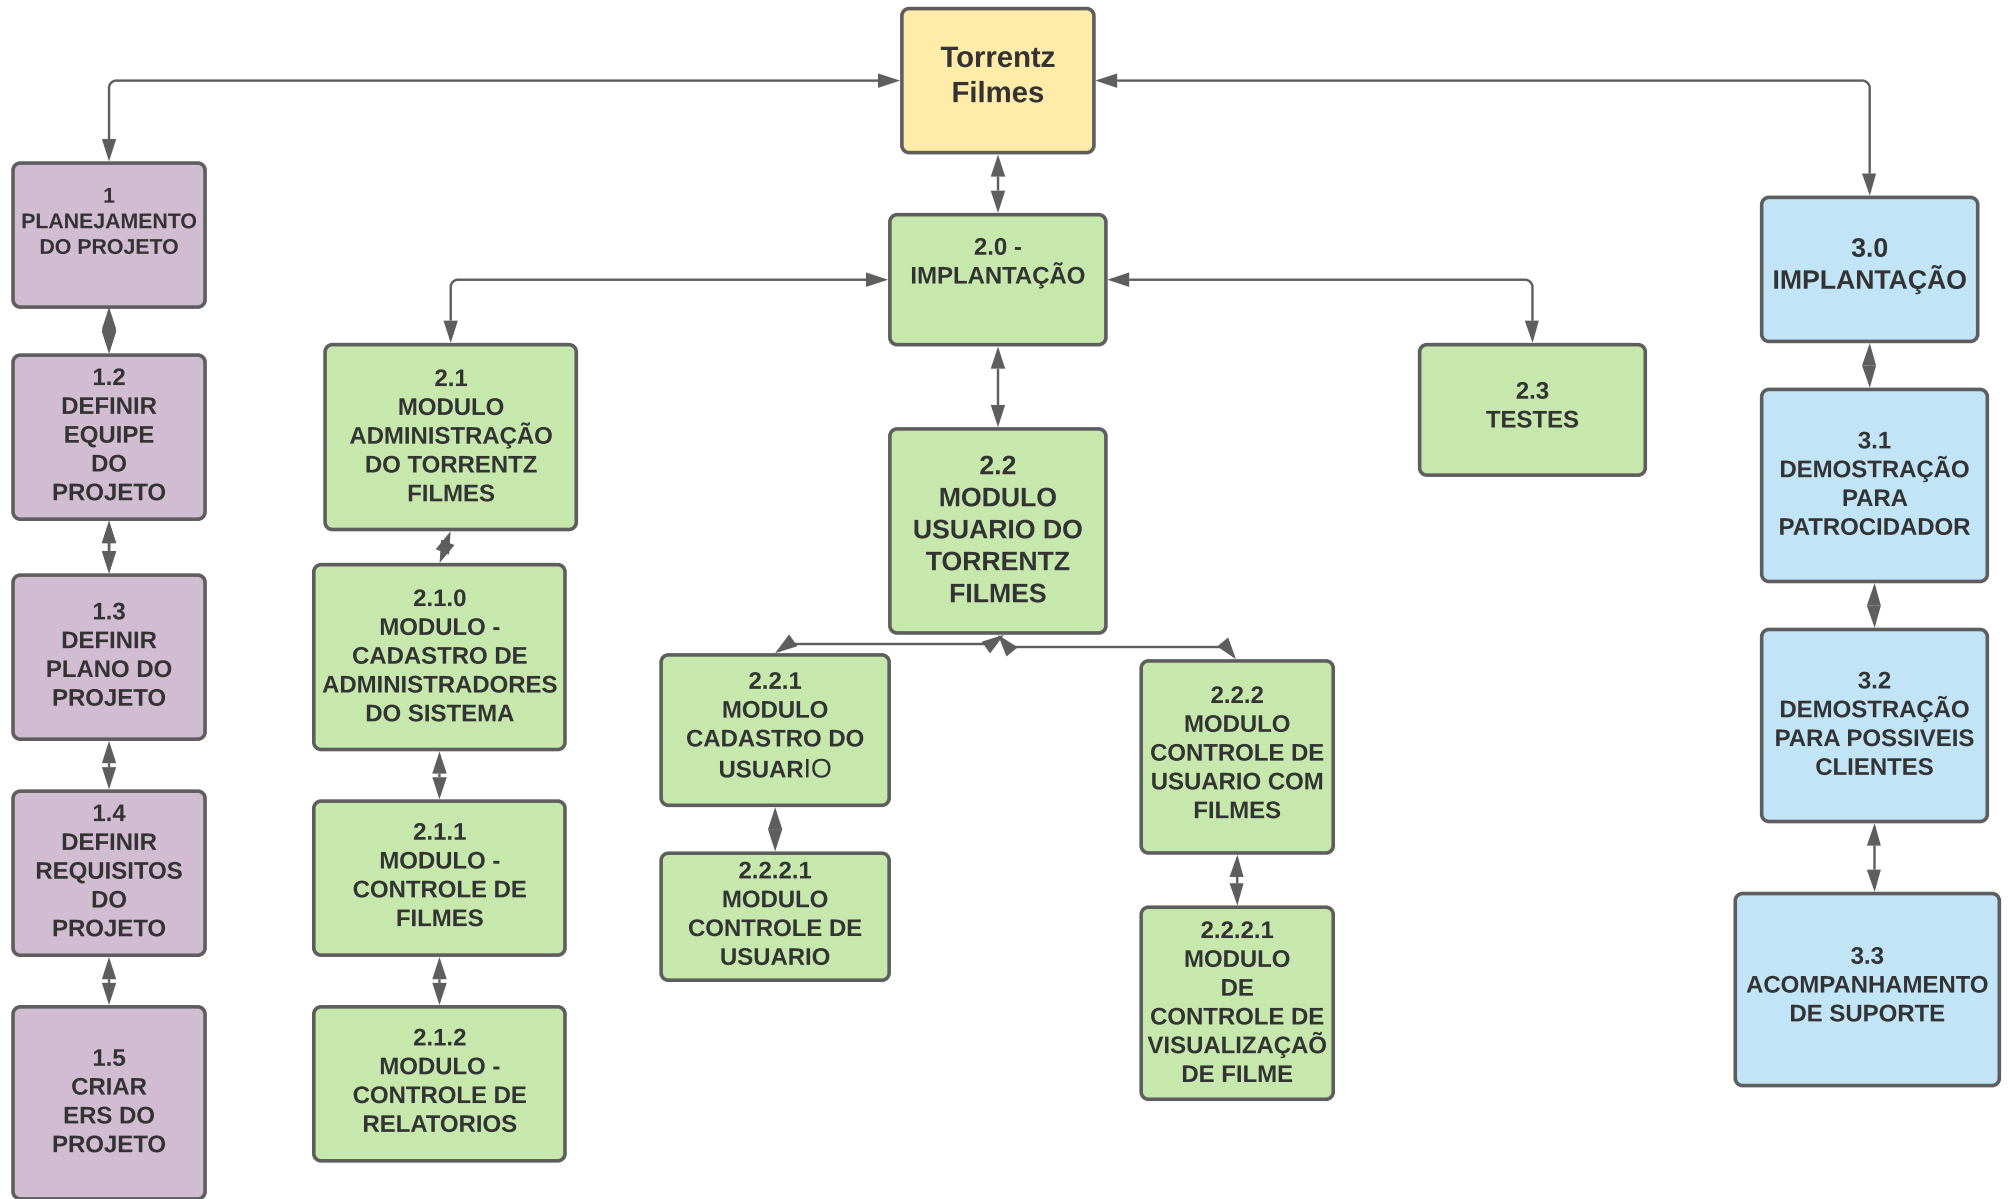 Torrentz
Filmes
1
PLANEJAMENTO
DO PROJETO
1.2
DEFINIR
EQUIPE
DO
PROJETO
1.3
DEFINIR
PLANO DO
PROJETO
1.4
DEFINIR
REQUISITOS
DO
PROJETO
1.5
CRIAR
ERS DO
PROJETO
2.0 -
IMPLANTAÇÃO
2.1
MODULO
ADMINISTRAÇÃO
DO TORRENTZ
FILMES
2.1.0
MODULO -
CADASTRO DE
ADMINISTRADORES
DO SISTEMA
2.1.1
MODULO -
CONTROLE DE
FILMES
2.1.2
MODULO -
CONTROLE DE
RELATORIOS
2.2
MODULO
USUARIO DO
TORRENTZ
FILMES
2.2.1
MODULO
CADASTRO DO
USUARIO
2.2.2.1
MODULO
CONTROLE DE
USUARIO
2.2.2
MODULO
CONTROLE DE
USUARIO COM
FILMES
2.2.2.1
MODULO
DE
CONTROLE DE
VISUALIZAÇAÕ
DE FILME
2.3
TESTES
3.0
IMPLANTAÇÃO
3.1
DEMOSTRAÇÃO
PARA
PATROCIDADOR
3.2
DEMOSTRAÇÃO
PARA POSSIVEIS
CLIENTES
3.3
ACOMPANHAMENTO
DE SUPORTE